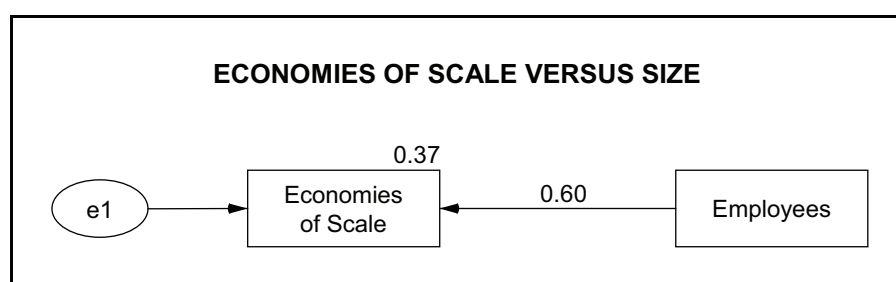 ECONOMIES OF SCALE VERSUS SIZE
0.37
e1
Economies
of Scale
0.60
Employees